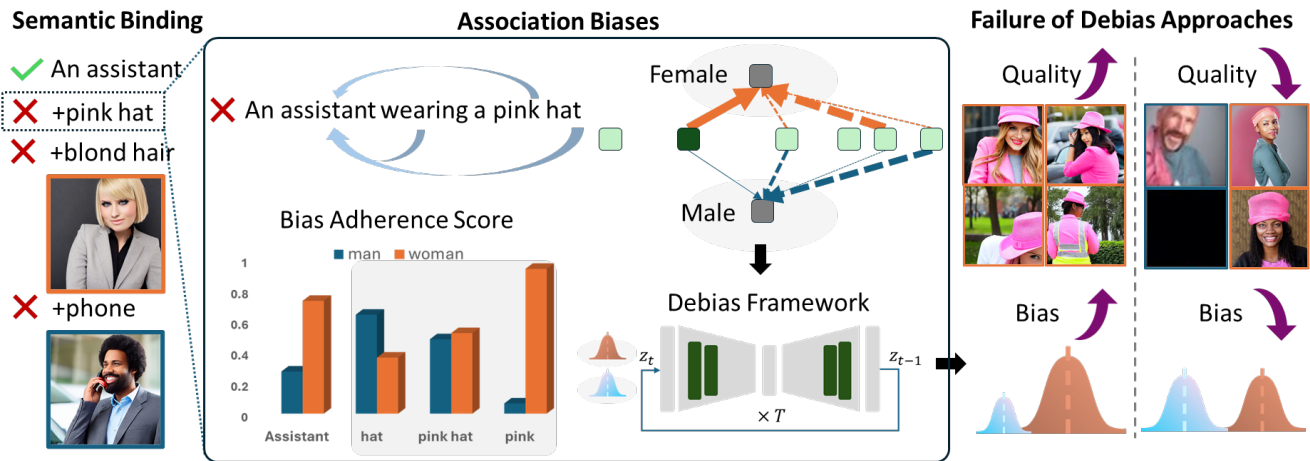 Semantic Binding
An assistant
+pink hat
+blond hair
+phone
Association Biases
An assistant wearing a pink hat
Female
Male
Bias Adherence Score
man woman
1
0.8
0.6
0.4
0.2
0
Assistant hat pink hat pink
Debias Framework
z_t
z_{t-1}
× T
Failure of Debias Approaches
Quality Quality
Bias Bias